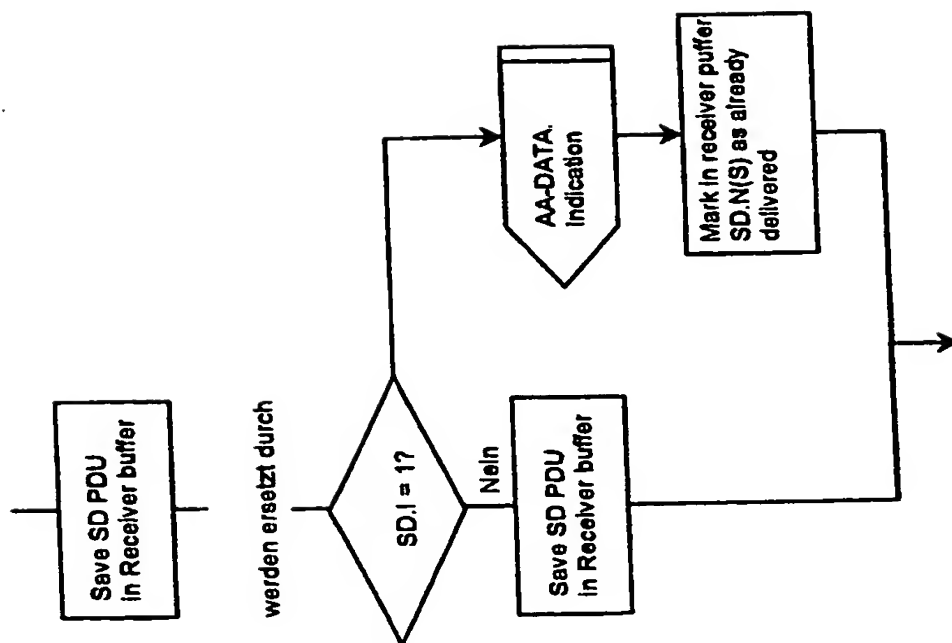 Save SD PDU
in Receiver buffer
werden ersetzt durch
SD.I = 1?
Nein
Save SD PDU
in Receiver buffer
AA-DATA.
indication
Mark in receiver puffer
SD.N(S) as already
delivered